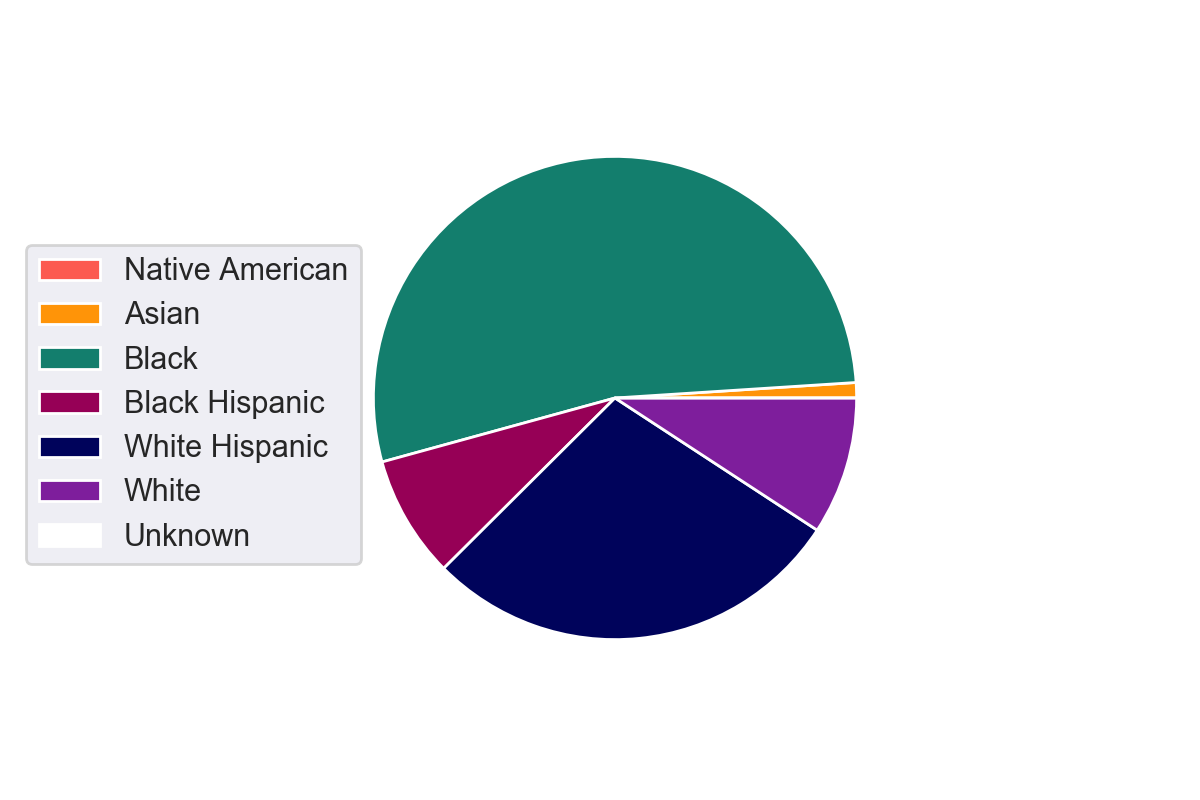 Native American
Asian
Black
Black Hispanic
White Hispanic
White
Unknown